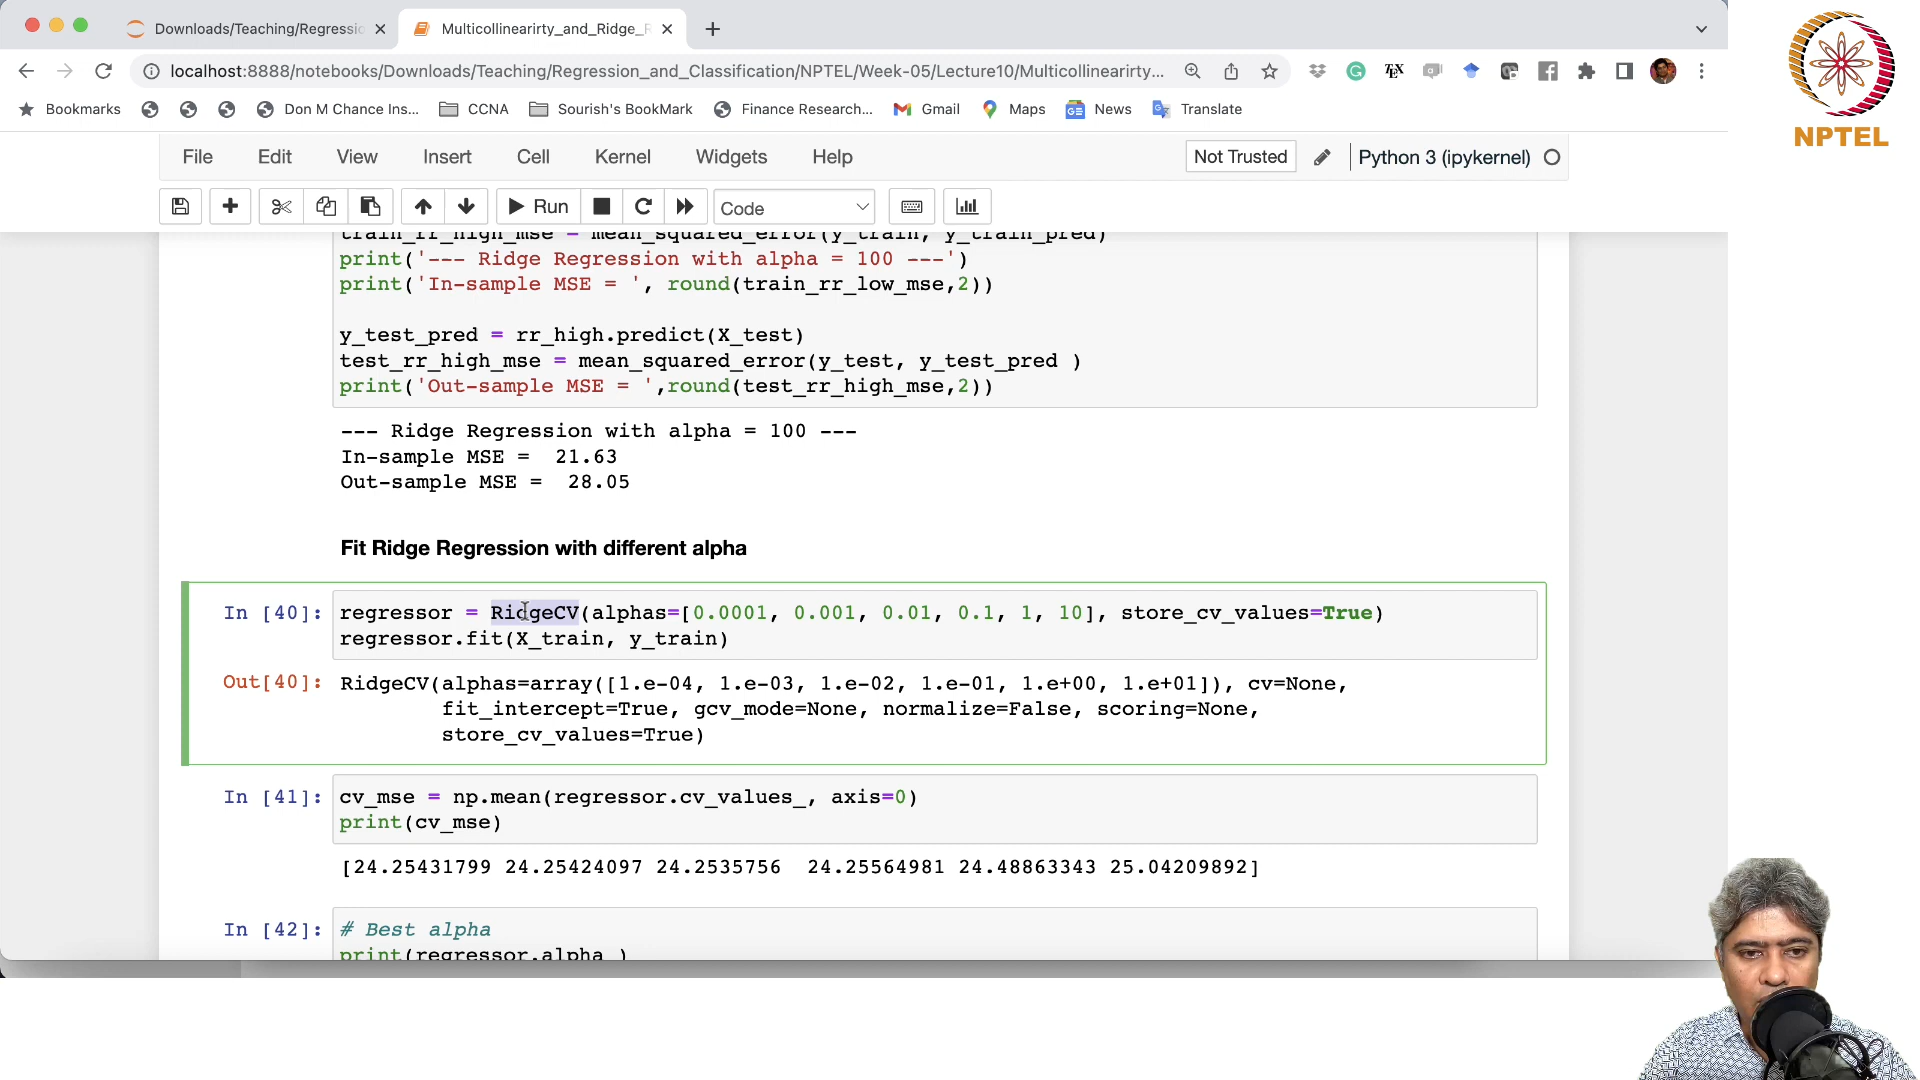 Downloads/Teaching/Regressi
Multicollinearirty_and_Ridge_R
localhost:8888/notebooks/Downloads/Teaching/Regression_and_Classification/NPTEL/Week-05/Lecture10/Multicollinearirty...
Bookmarks
Don M Chance Ins...
CCNA
Sourish's BookMark
Finance Research...
Gmail
Maps
News
Translate
NPTEL
File Edit View Insert Cell Kernel Widgets Help
Not Trusted
Python 3 (ipykernel)
Run
Code
train_rr_high_mse = mean_squared_error(y_train, y_train_pred)
print('--- Ridge Regression with alpha = 100 ---')
print('In-sample MSE = ', round(train_rr_low_mse,2))
y_test_pred = rr_high.predict(X_test)
test_rr_high_mse = mean_squared_error(y_test, y_test_pred )
print('Out-sample MSE = ',round(test_rr_high_mse,2))
--- Ridge Regression with alpha = 100 ---
In-sample MSE =  21.63
Out-sample MSE =  28.05
Fit Ridge Regression with different alpha
In [40]: regressor = RidgeCV(alphas=[0.0001, 0.001, 0.01, 0.1, 1, 10], store_cv_values=True)
regressor.fit(X_train, y_train)
Out[40]: RidgeCV(alphas=array([1.e-04, 1.e-03, 1.e-02, 1.e-01, 1.e+00, 1.e+01]), cv=None,
fit_intercept=True, gcv_mode=None, normalize=False, scoring=None,
store_cv_values=True)
In [41]: cv_mse = np.mean(regressor.cv_values_, axis=0)
print(cv_mse)
[24.25431799 24.25424097 24.2535756  24.25564981 24.48863343 25.04209892]
In [42]: # Best alpha
print(regressor.alpha_)